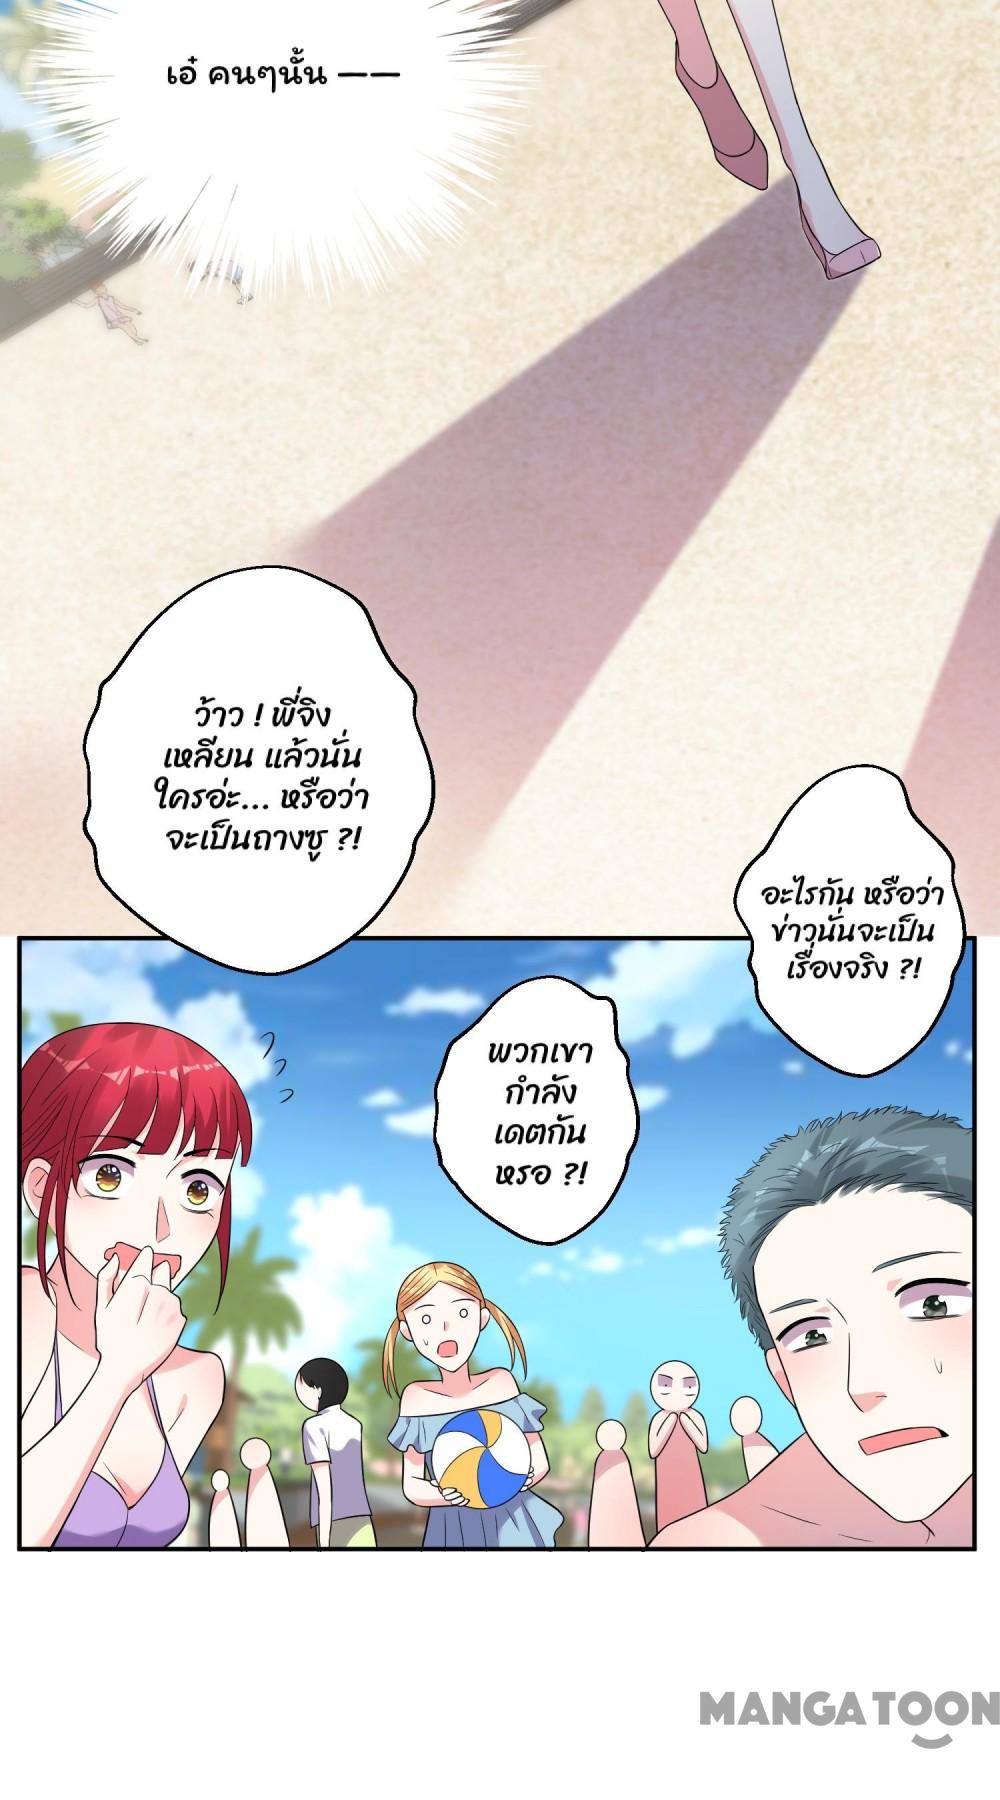 เอ๋ คนๆนั้น ——
ว้าว ! พี่จิง
เหลียน แล้วนั่น
ใครอ่ะ... หรือว่า
จะเป็นถางซู ?!
อะไรกัน หรือว่า
ข่าวนั่นจะเป็น
เรื่องจริง ?!
พวกเขา
กำลัง
เดตกัน
หรอ ?!
MANGATOON